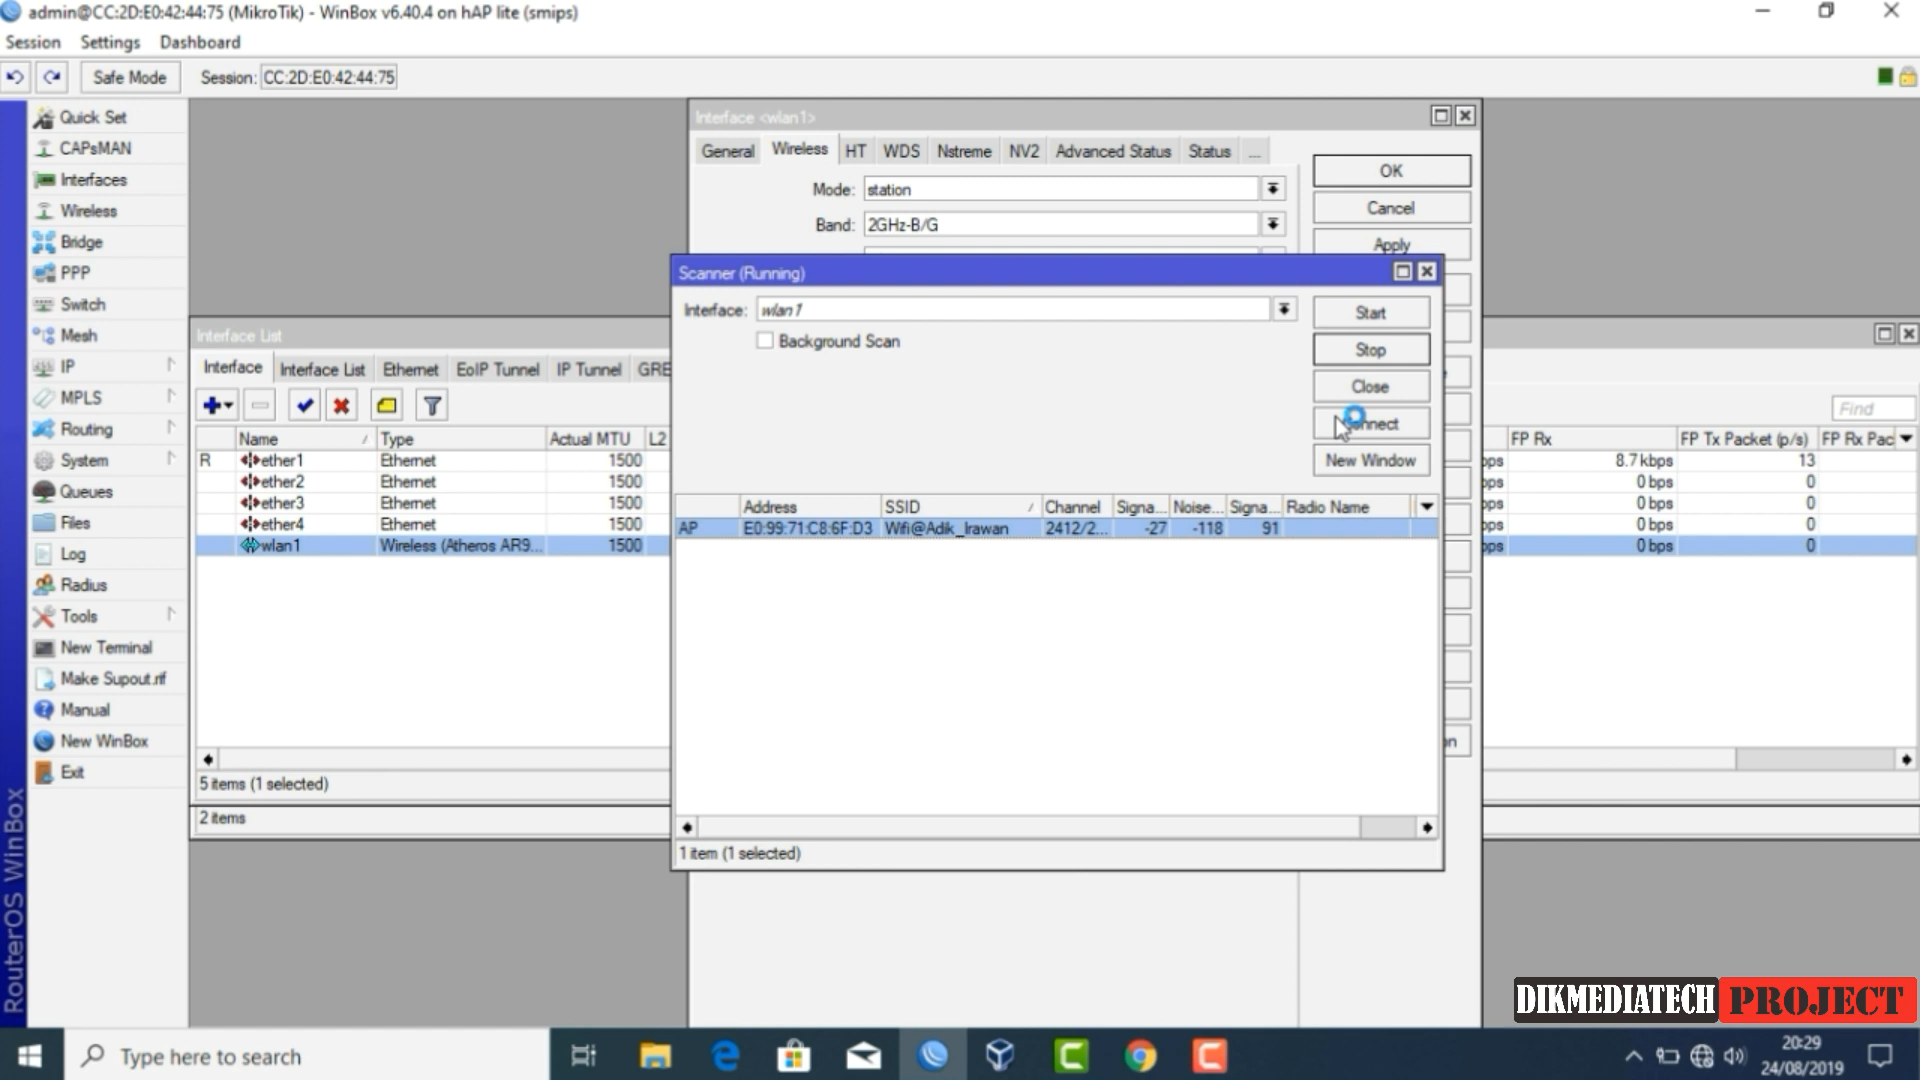 admin@CC:2D:E0:42:44:75 (MikroTik) - WinBox v6.40.4 on hAP lite (smips)
Session Settings Dashboard
Safe Mode Session: CC:2D:E0:42:44:75
Quick Set
CAPsMAN
Interfaces
Wireless
Bridge
PPP
Switch
Mesh
IP
MPLS
Routing
System
Queues
Files
Log
Radius
Tools
New Terminal
Make Supout.rif
Manual
New WinBox
Exit
RouterOS WinBox
Interface <wlan1>
General Wireless HT WDS Nstreme NV2 Advanced Status Status ...
Mode: station
Band: 2GHz-B/G
OK
Cancel
Apply
Interface List
Interface Interface List Ethernet EoIP Tunnel IP Tunnel GRE
Find
Name Type Actual MTU L2 FP Rx FP Tx Packet (p/s) FP Rx Pac
R ether1 Ethernet 1500 bps 8.7 kbps 13
ether2 Ethernet 1500 bps 0 bps 0
ether3 Ethernet 1500 bps 0 bps 0
ether4 Ethernet 1500 bps 0 bps 0
wlan1 Wireless (Atheros AR9... 1500 bps 0 bps 0
5 items (1 selected)
2 items
Scanner (Running)
Interface: wlan1
Background Scan
Start
Stop
Close
Connect
New Window
Address SSID Channel Signa... Noise... Signa... Radio Name
AP E0:99:71:C8:6F:D3 Wifi@Adik_Irawan 2412/2... -27 -118 91
1 item (1 selected)
DIKMEDIATECH PROJECT
Type here to search
20:29
24/08/2019